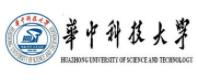 華中科技大學
HUAZHONG UNIVERSITY OF SCIENCE AND TECHNOLOGY